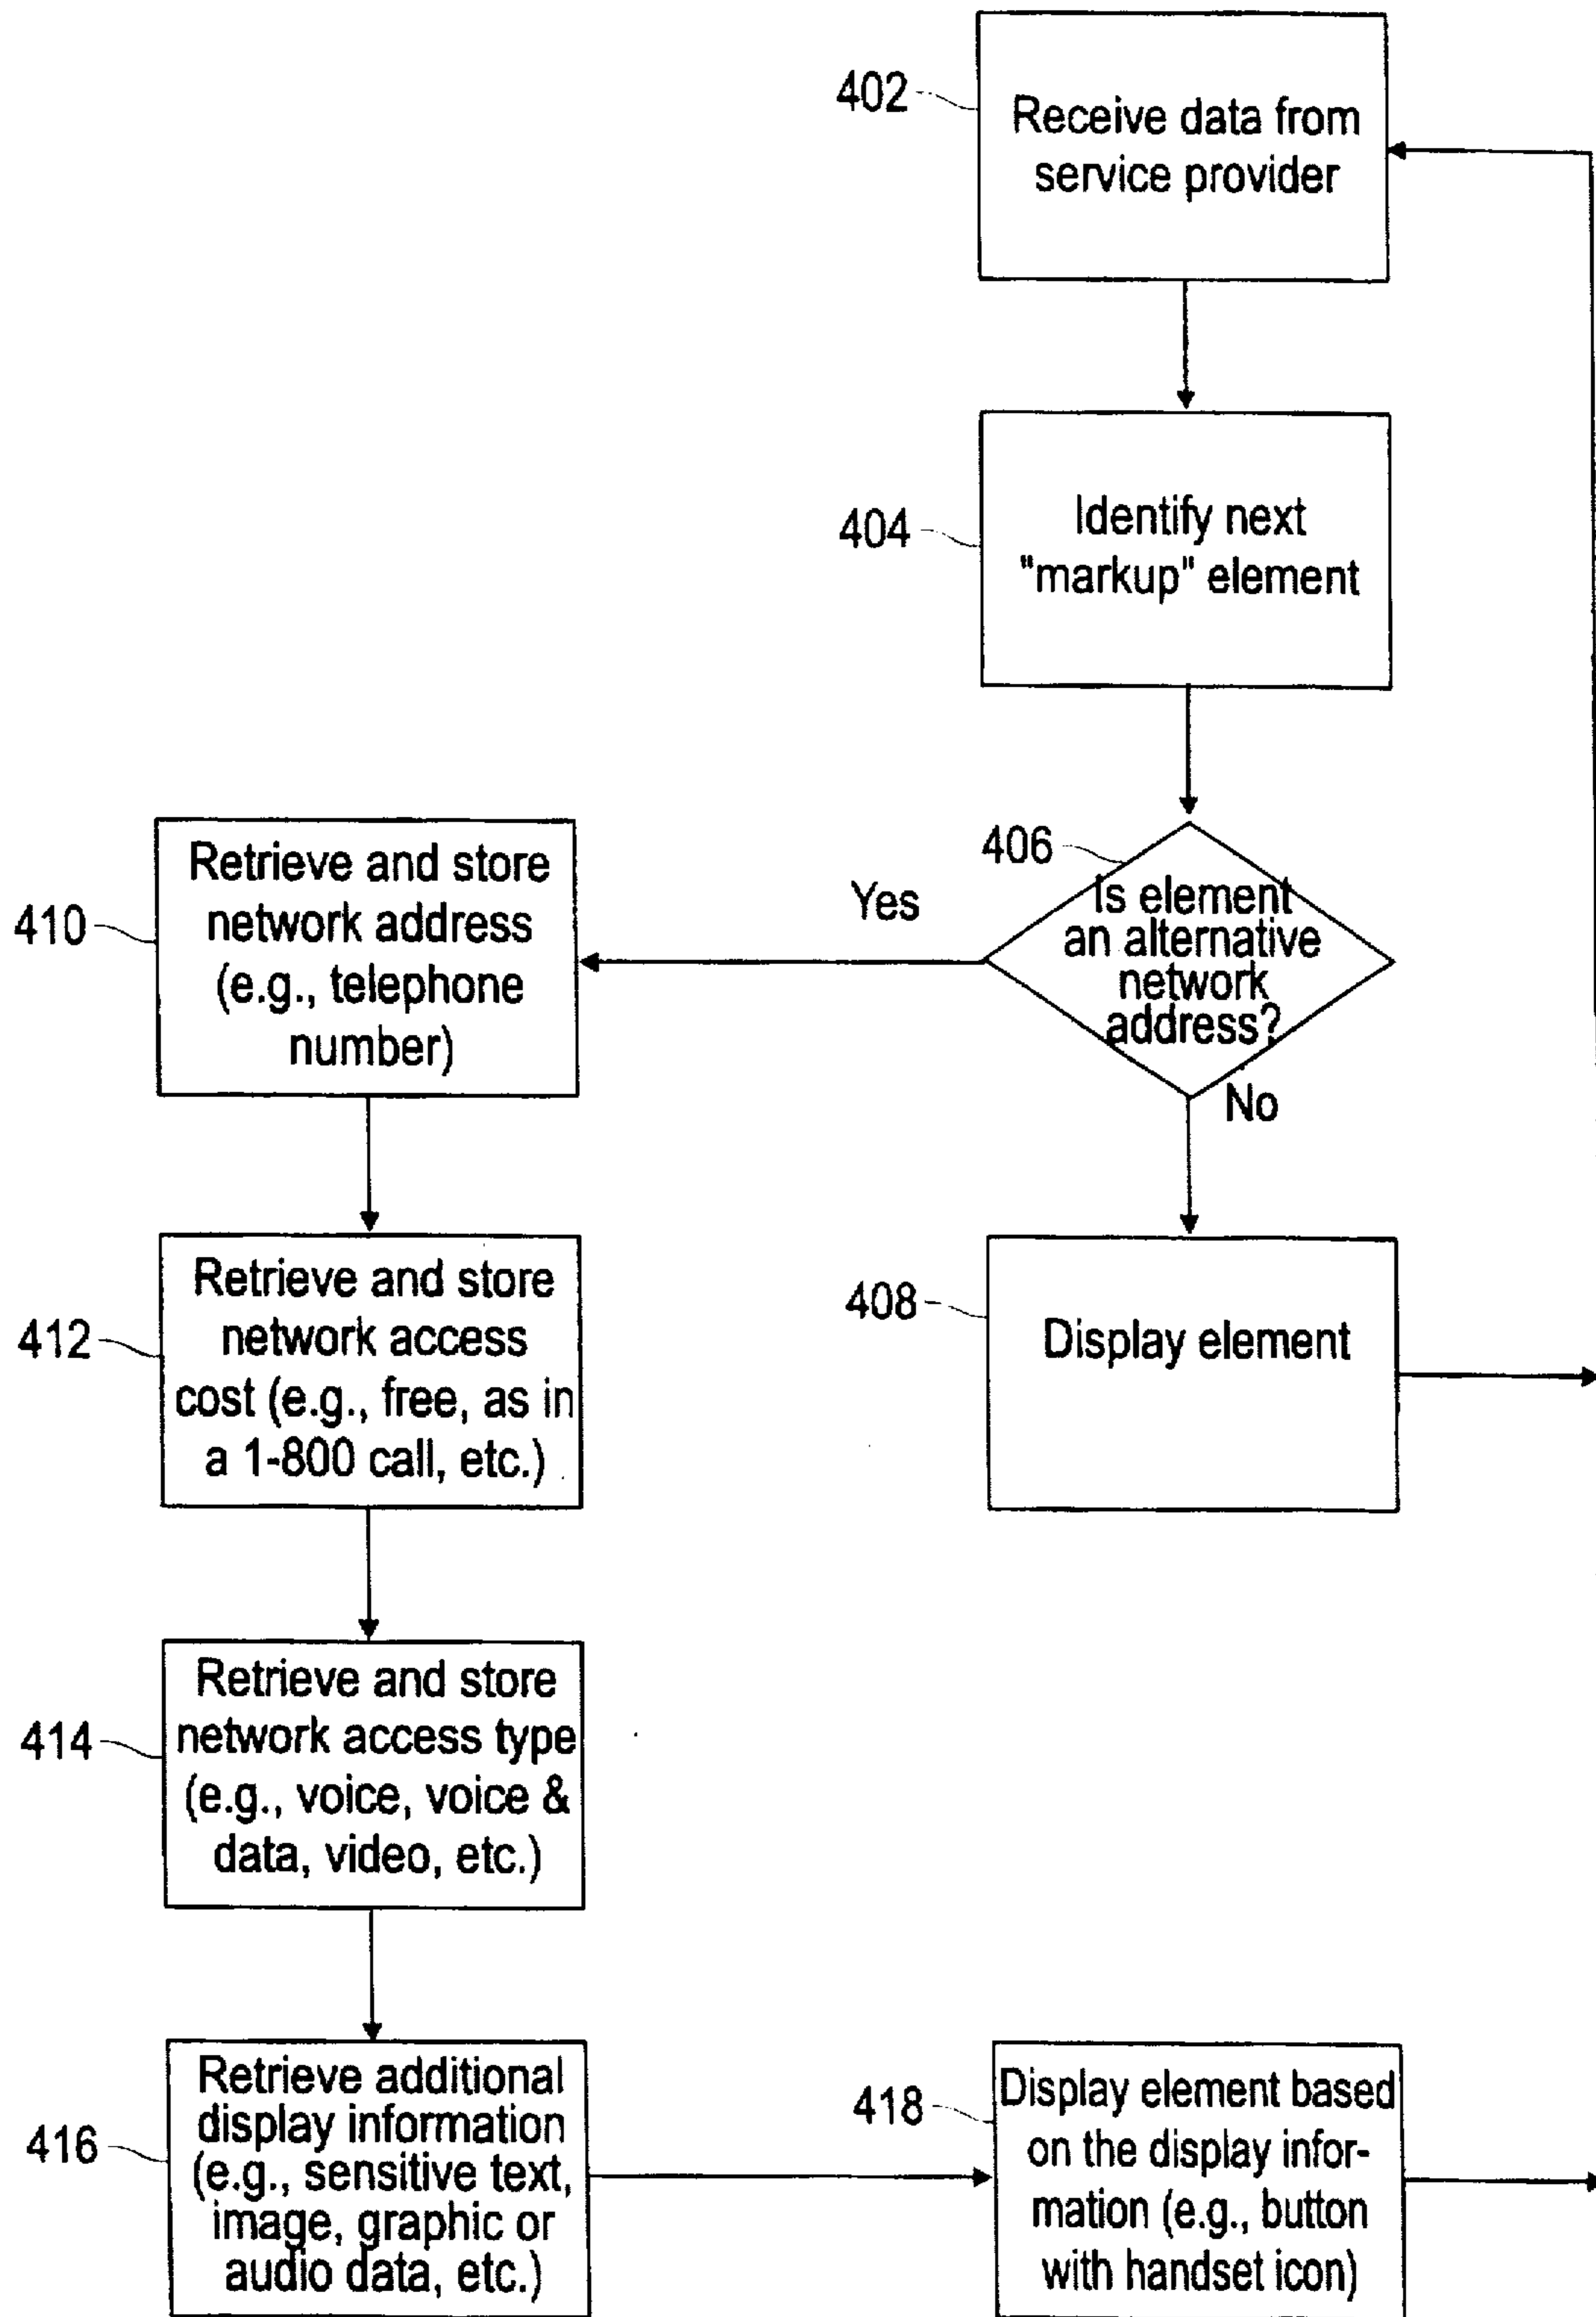 402
Receive data from
service provider
404
Identify next
"markup" element
406
Is element
an alternative
network
address?
Yes
No
410
Retrieve and store
network address
(e.g., telephone
number)
408
Display element
412
Retrieve and store
network access
cost (e.g., free, as in
a 1-800 call, etc.)
414
Retrieve and store
network access type
(e.g., voice, voice &
data, video, etc.)
416
Retrieve additional
display information
(e.g., sensitive text,
image, graphic or
audio data, etc.)
418
Display element based
on the display infor-
mation (e.g., button
with handset icon)